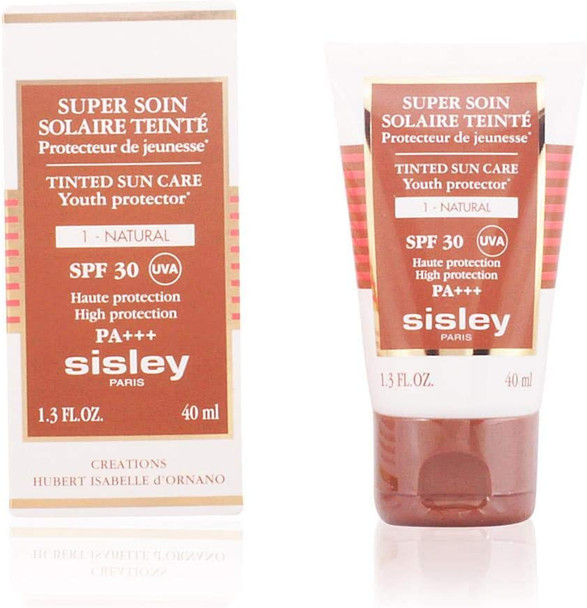 SUPER SOIN
SOLAIRE TEINTÉ
Protecteur de jeunesse*
TINTED SUN CARE
Youth protector*
1 - NATURAL
SPF 30 UVA
Haute protection
High protection
PA+++
sisley
PARIS
1.3 FL.OZ. 40 ml
CREATIONS
HUBERT ISABELLE d'ORNANO
SUPER SOIN
SOLAIRE TEINTÉ
Protecteur de jeunesse*
TINTED SUN CARE
Youth protector*
1 - NATURAL
SPF 30 UVA
Haute protection
High protection
PA+++
sisley
PARIS
1.3 FL.OZ. 40 ml